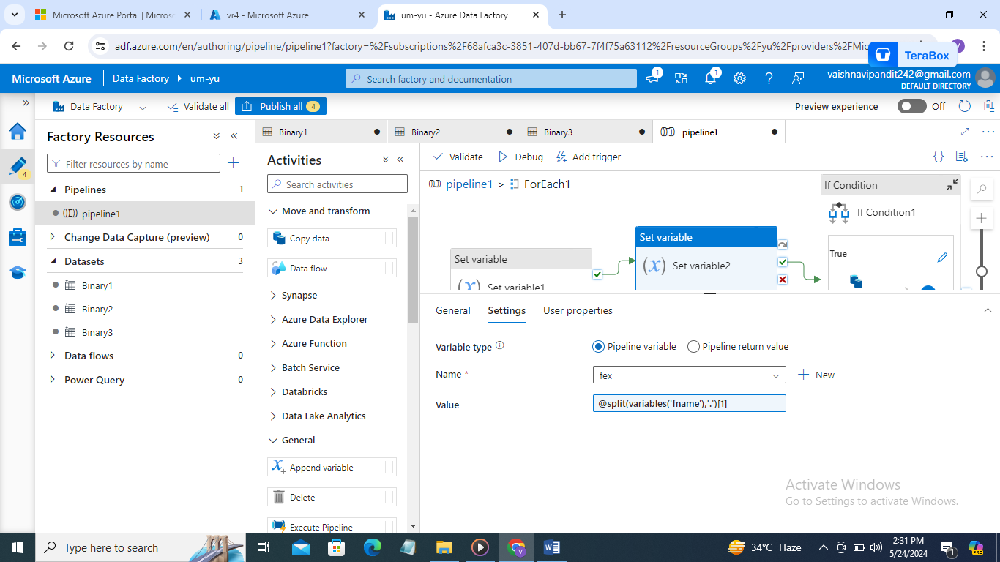 Microsoft Azure Portal | Micros
vr4 - Microsoft Azure
um-yu - Azure Data Factory
adf.azure.com/en/authoring/pipeline/pipeline1?factory=%2Fsubscriptions%2F68afca3c-3851-407d-bb67-7f4f75a63112%2FresourceGroups%2Fyu%2Fproviders%2FMic
TeraBox
Microsoft Azure
Data Factory
um-yu
Search factory and documentation
1
1
vaishnavipandit242@gmail.com
DEFAULT DIRECTORY
Data Factory
Validate all
Publish all 4
Preview experience
Off
Factory Resources
Filter resources by name
4
Pipelines 1
pipeline1
Change Data Capture (preview) 0
Datasets 3
Binary1
Binary2
Binary3
Data flows 0
Power Query 0
Binary1
Binary2
Binary3
pipeline1
Activities
Search activities
Move and transform
Copy data
Data flow
Synapse
Azure Data Explorer
Azure Function
Batch Service
Databricks
Data Lake Analytics
General
Append variable
Delete
Execute Pipeline
Validate
Debug
Add trigger
pipeline1 > ForEach1
Set variable
(x) Set variable1
Set variable
(x) Set variable2
If Condition
If Condition1
True
General
Settings
User properties
Variable type
Pipeline variable
Pipeline return value
Name *
fex
New
Value
@split(variables('fname'),'.')[1]
Activate Windows
Go to Settings to activate Windows.
Type here to search
V
W
34°C Haze
2:31 PM
5/24/2024
1
PRE